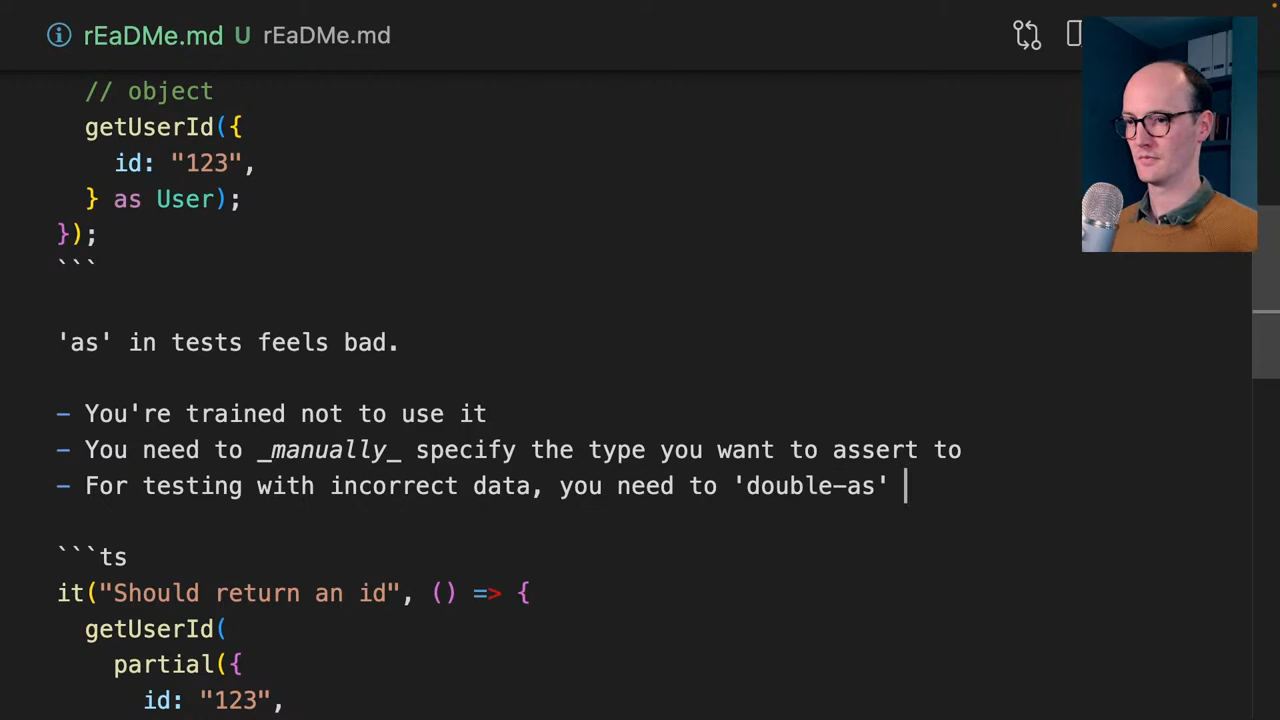 rEaDMe.md U rEaDMe.md
// object
getUserId({
id: "123",
} as User);
});
```
'as' in tests feels bad.
- You're trained not to use it
- You need to _manually_ specify the type you want to assert to
- For testing with incorrect data, you need to 'double-as'
```ts
it("Should return an id", () => {
getUserId(
partial({
id: "123",